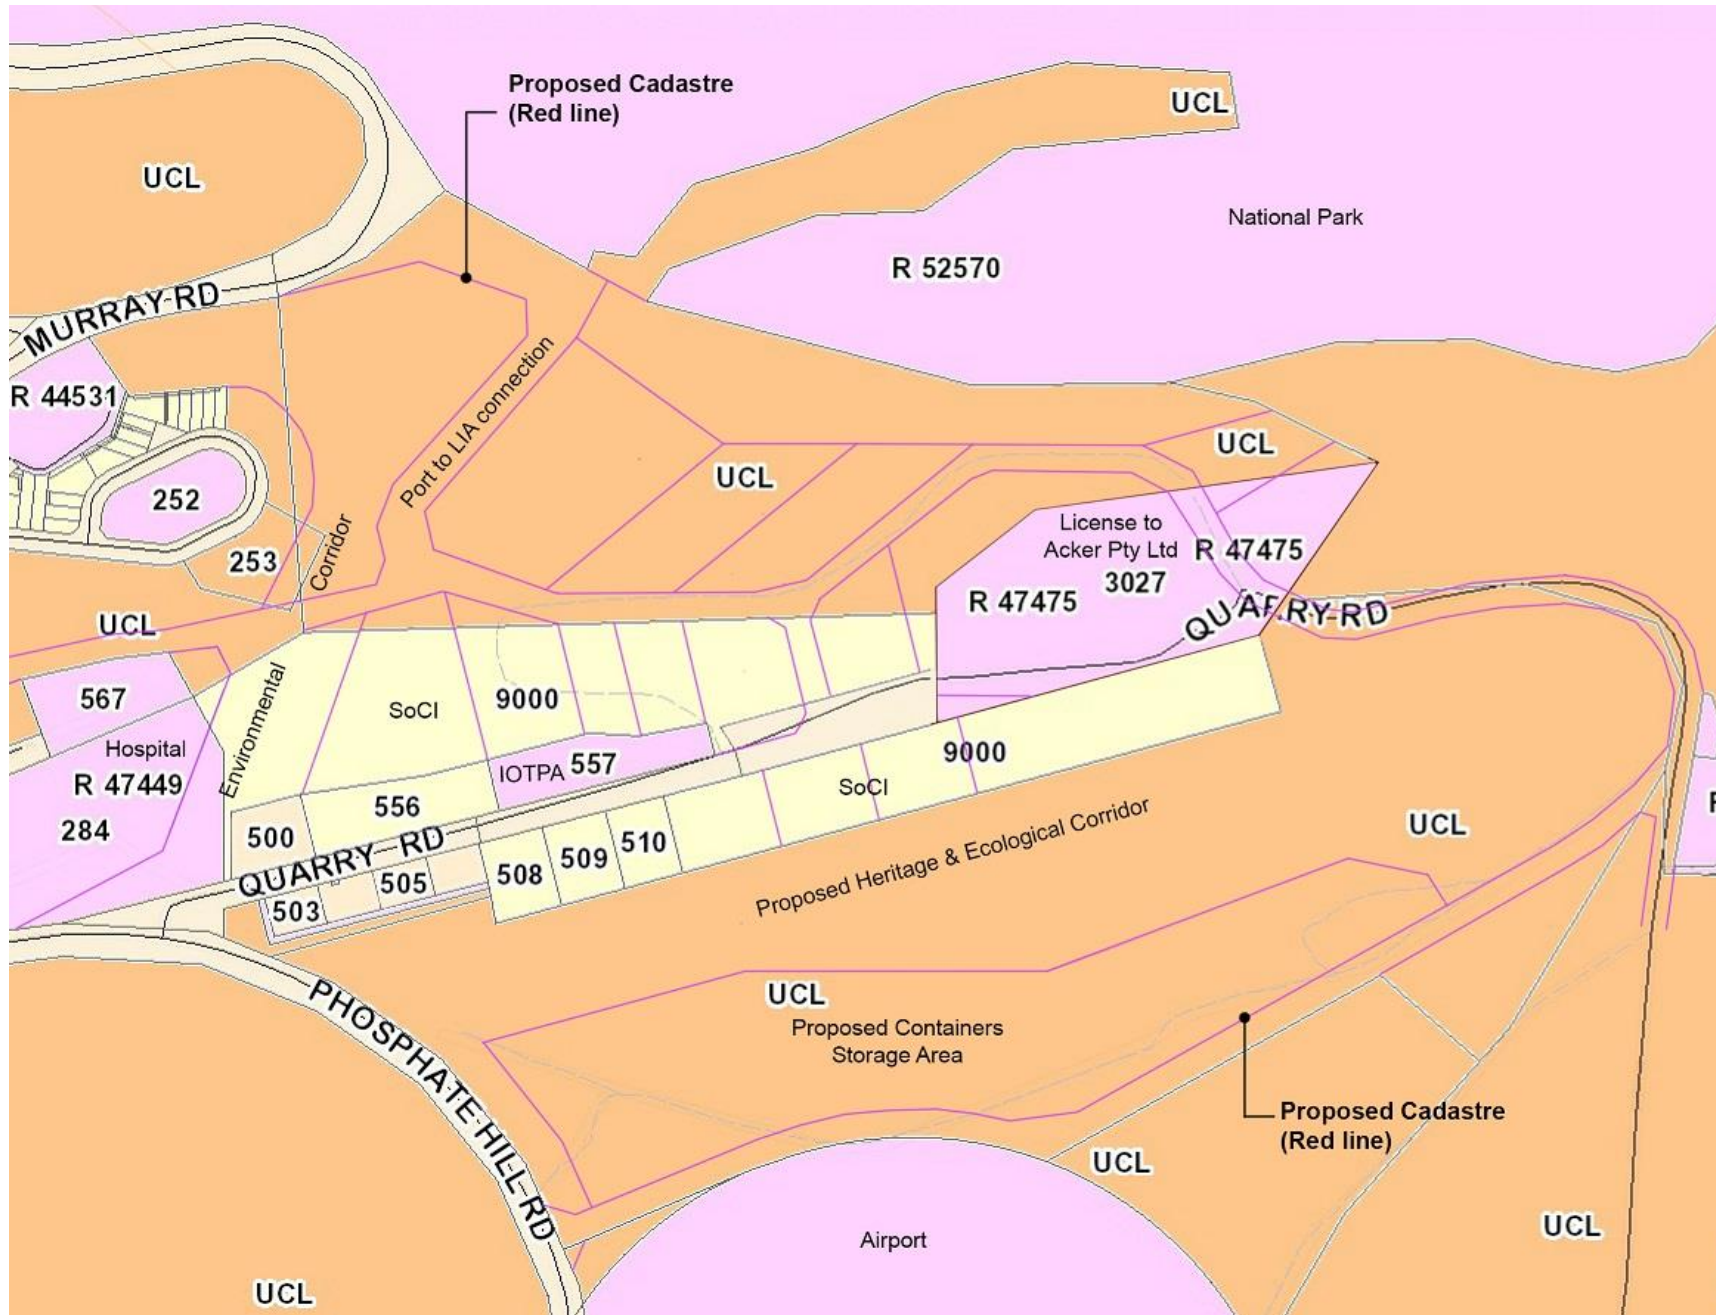 Proposed Cadastre
(Red line)
UCL
UCL
National Park
R 52570
MURRAY RD
Port to LIA connection
R 44531
UCL
UCL
252
License to
Acker Pty Ltd
R 47475
3027
R 47475
253
Corridor
QUARRY RD
UCL
567
Environmental
SoCI
9000
Hospital
R 47449
284
IOTPA
557
9000
SoCI
556
500
QUARRY RD
510
509
508
505
503
UCL
Proposed Heritage & Ecological Corridor
UCL
Proposed Containers
Storage Area
PHOSPHATE HILL RD
Proposed Cadastre
(Red line)
UCL
UCL
Airport
UCL